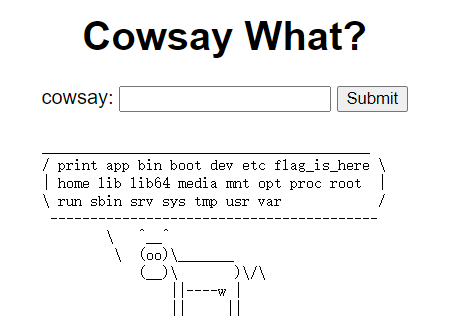 Cowsay What?
cowsay: Submit
 _________________________________________
/ print app bin boot dev etc flag_is_here \
| home lib lib64 media mnt opt proc root  |
\ run sbin srv sys tmp usr var            /
 -----------------------------------------
        \   ^__^
         \  (oo)\_______
            (__)\       )\/\
                ||----w |
                ||     ||